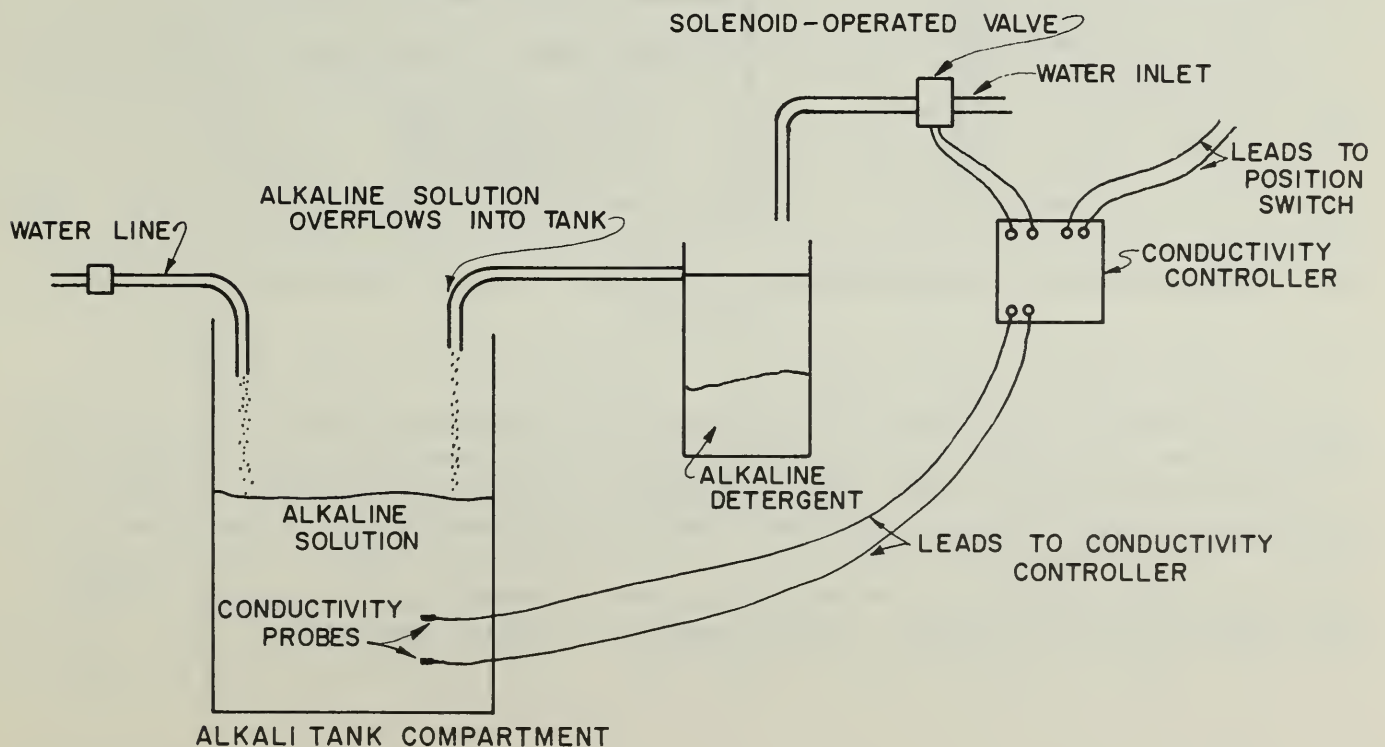 SOLENOID-OPERATED VALVE
WATER INLET
LEADS TO
POSITION
SWITCH
ALKALINE SOLUTION
OVERFLOWS INTO TANK
WATER LINE
CONDUCTIVITY
CONTROLLER
ALKALINE
DETERGENT
ALKALINE
SOLUTION
LEADS TO CONDUCTIVITY
CONTROLLER
CONDUCTIVITY
PROBES
ALKALI TANK COMPARTMENT